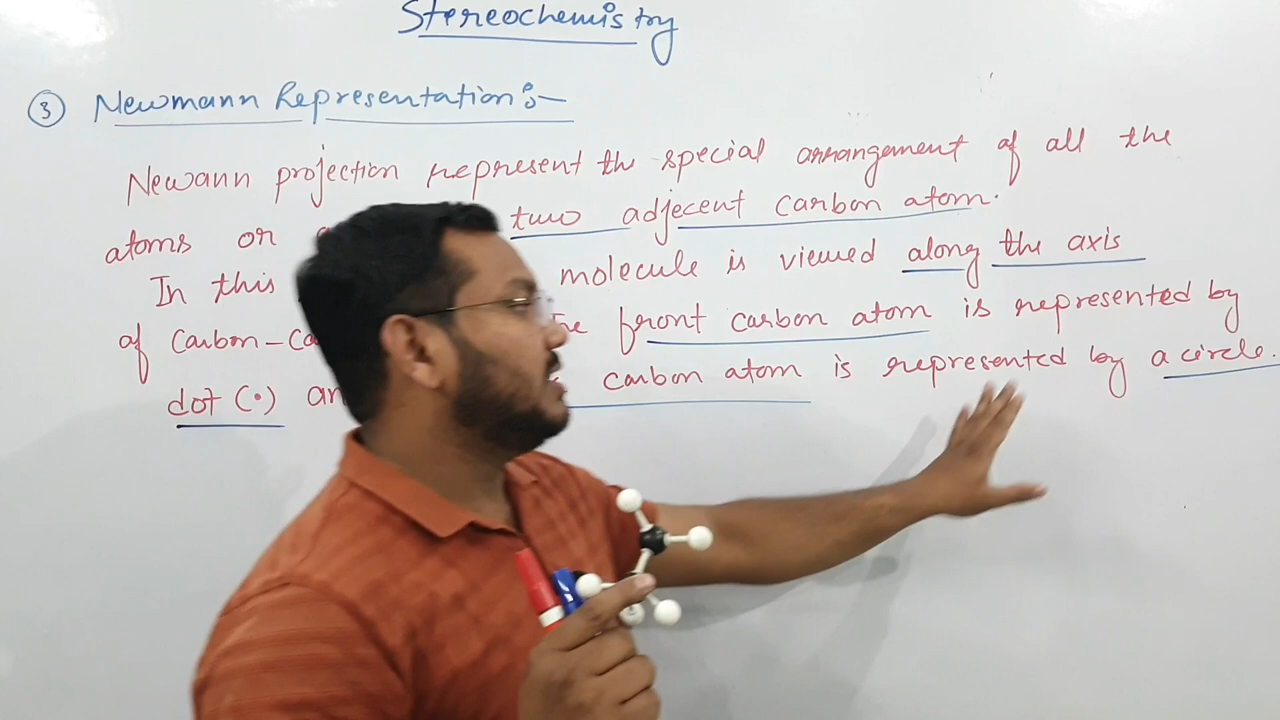 Stereochemistry
③ Newmann Representation:-
Newann projection represent the special arrangement of all the
atoms or two adjecent carbon atom.
In this molecule is viewed along the axis
of Carbon - Ca front carbon atom is represented by
dot (•) an carbon atom is represented by a circle.